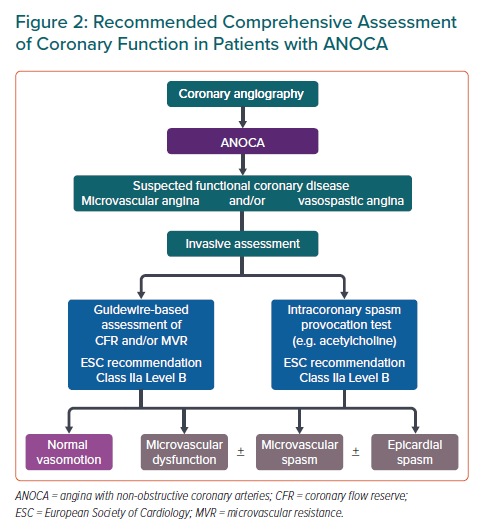 Figure 2: Recommended Comprehensive Assessment
of Coronary Function in Patients with ANOCA
Coronary angiography
ANOCA
Suspected functional coronary disease
Microvascular angina and/or vasospastic angina
Invasive assessment
Guidewire-based
assessment of
CFR and/or MVR
ESC recommendation
Class IIa Level B
Intracoronary spasm
provocation test
(e.g. acetylcholine)
ESC recommendation
Class IIa Level B
Normal
vasomotion
Microvascular
dysfunction
±
Microvascular
spasm
±
Epicardial
spasm
ANOCA = angina with non-obstructive coronary arteries; CFR = coronary flow reserve;
ESC = European Society of Cardiology; MVR = microvascular resistance.